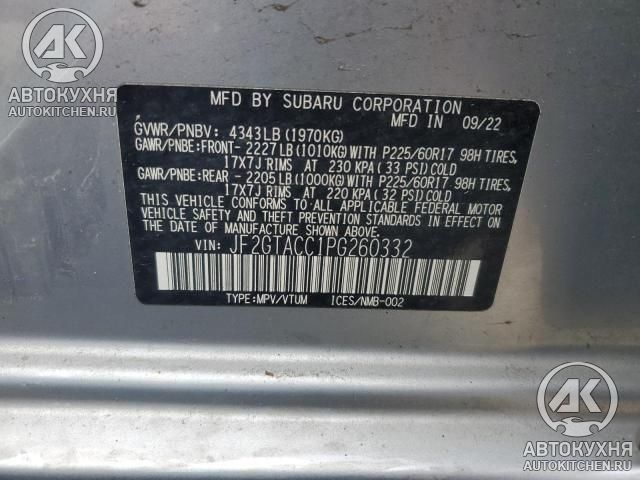 АК
АВТОКУХНЯ
AUTOKITCHEN.RU
MFD BY SUBARU CORPORATION
MFD IN 09/22
GVWR/PNBV: 4343LB(1970KG)
GAWR/PNBE:FRONT- 2227LB(1010KG)WITH P225/60R17 98H TIRES,
17X7J RIMS AT 230 KPA(33 PSI)COLD
GAWR/PNBE:REAR - 2205LB(1000KG)WITH P225/60R17 98H TIRES,
17X7J RIMS AT 220 KPA(32 PSI)COLD
THIS VEHICLE CONFORMS TO ALL APPLICABLE FEDERAL MOTOR
VEHICLE SAFETY AND THEFT PREVENTION STANDARDS IN EFFECT ON
THE DATE OF MANUFACTURE SHOWN ABOVE.
VIN: JF2GTACC1PG260332
TYPE:MPV/VTUM ICES/NMB-002
АК
АВТОКУХНЯ
AUTOKITCHEN.RU